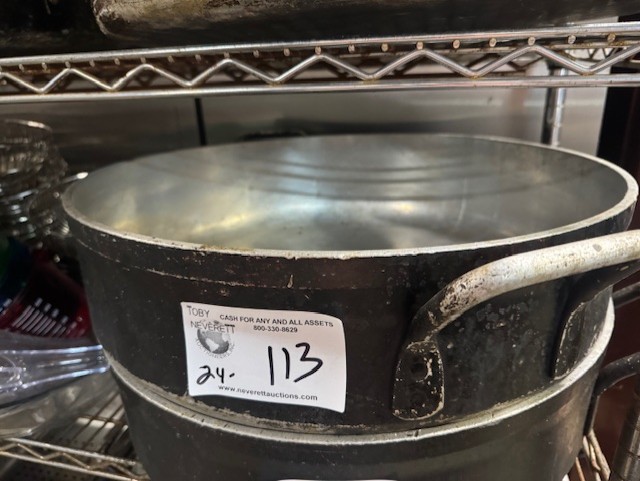 TOBY
NEVERETT
CASH FOR ANY AND ALL ASSETS
800-330-8629
24- 113
www.neverettauctions.com